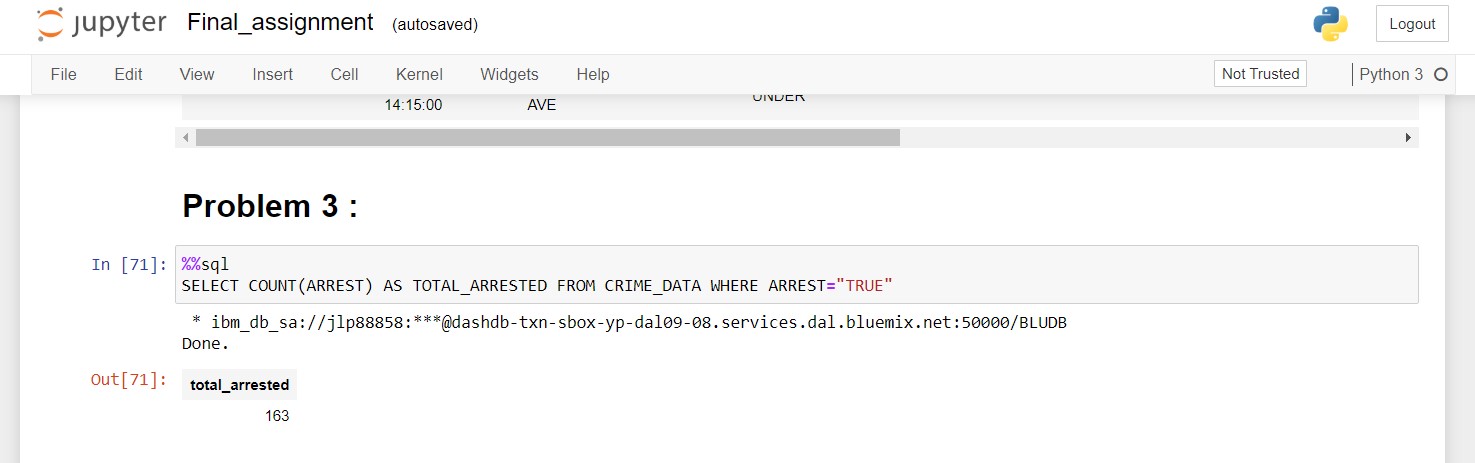 jupyter Final_assignment (autosaved) Logout
File Edit View Insert Cell Kernel Widgets Help Not Trusted Python 3
UNDER
14:15:00 AVE
Problem 3 :
In [71]: %%sql
SELECT COUNT(ARREST) AS TOTAL_ARRESTED FROM CRIME_DATA WHERE ARREST="TRUE"
* ibm_db_sa://jlp88858:***@dashdb-txn-sbox-yp-dal09-08.services.dal.bluemix.net:50000/BLUDB
Done.
Out[71]: total_arrested
163